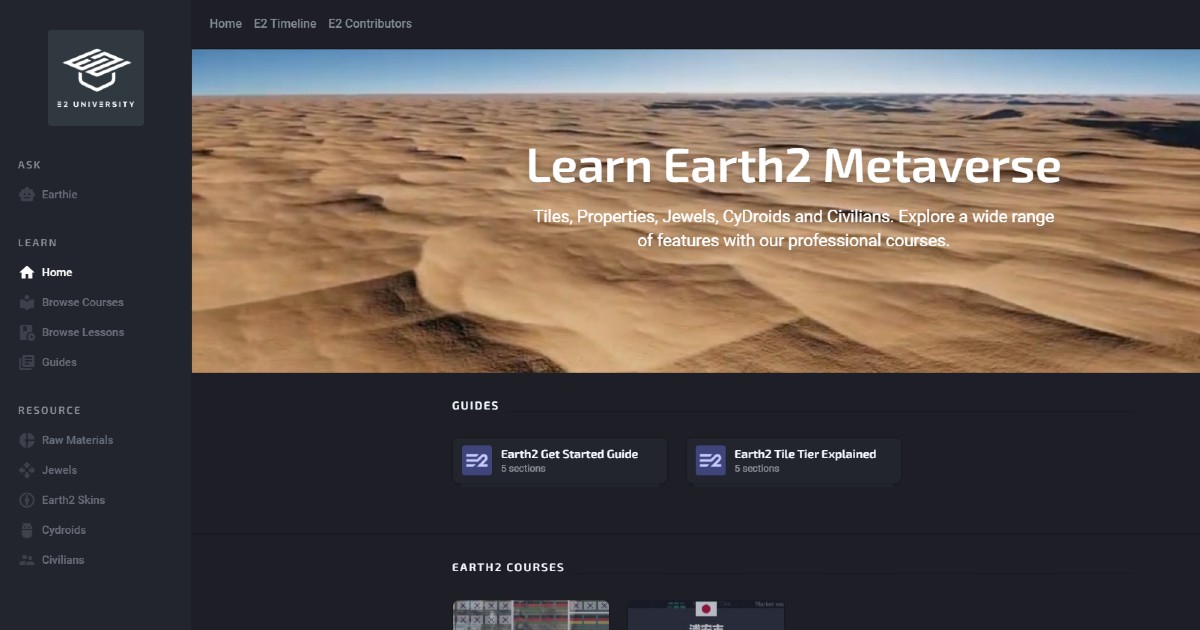 Home E2 Timeline E2 Contributors
E2 UNIVERSITY
ASK
Earthie
LEARN
Home
Browse Courses
Browse Lessons
Guides
RESOURCE
Raw Materials
Jewels
Earth2 Skins
Cydroids
Civilians
Learn Earth2 Metaverse
Tiles, Properties, Jewels, CyDroids and Civilians. Explore a wide range
of features with our professional courses.
GUIDES
Earth2 Get Started Guide
5 sections
Earth2 Tile Tier Explained
5 sections
EARTH2 COURSES